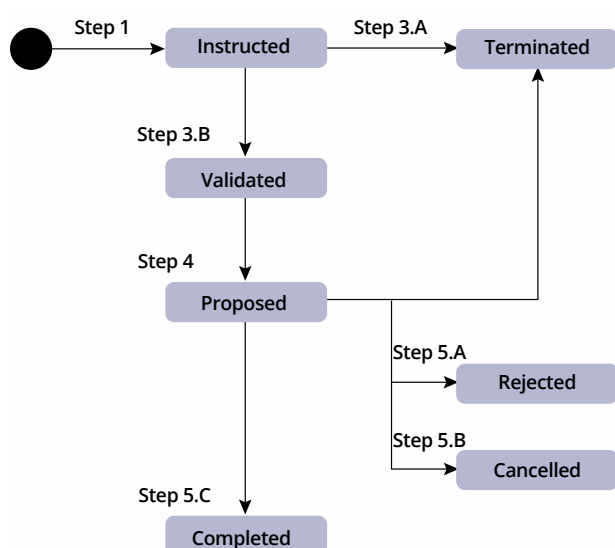 Step 1
Instructed
Step 3.A
Terminated
Step 3.B
Validated
Step 4
Proposed
Step 5.A
Rejected
Step 5.B
Cancelled
Step 5.C
Completed